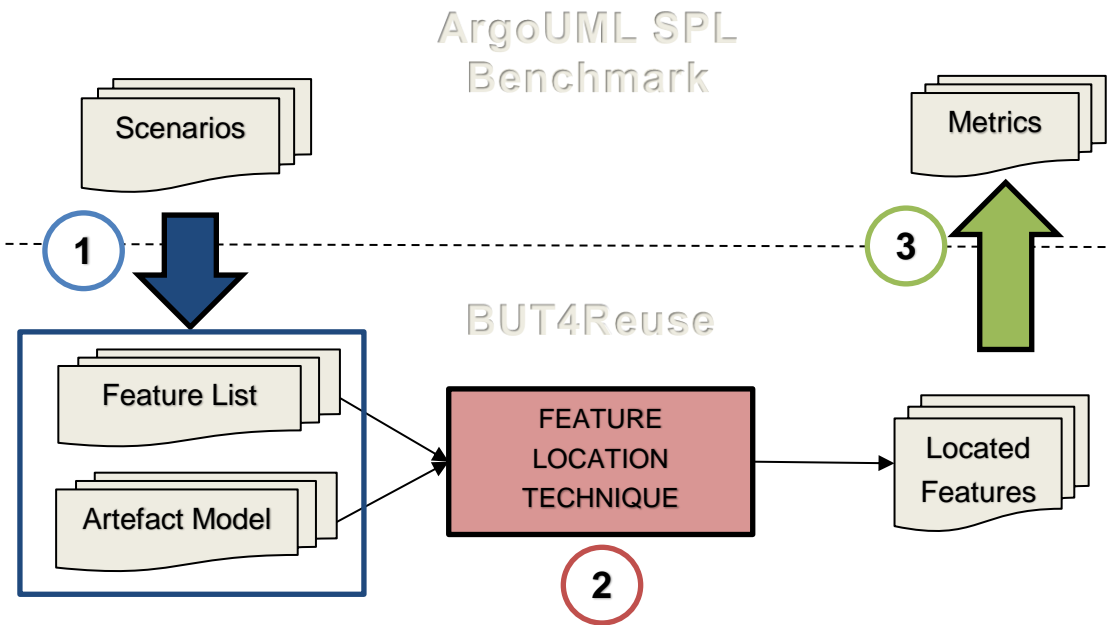 ArgoUML SPL
Benchmark
Scenarios
Metrics
1
3
BUT4Reuse
Feature List
FEATURE
LOCATION
TECHNIQUE
Located
Features
Artefact Model
2